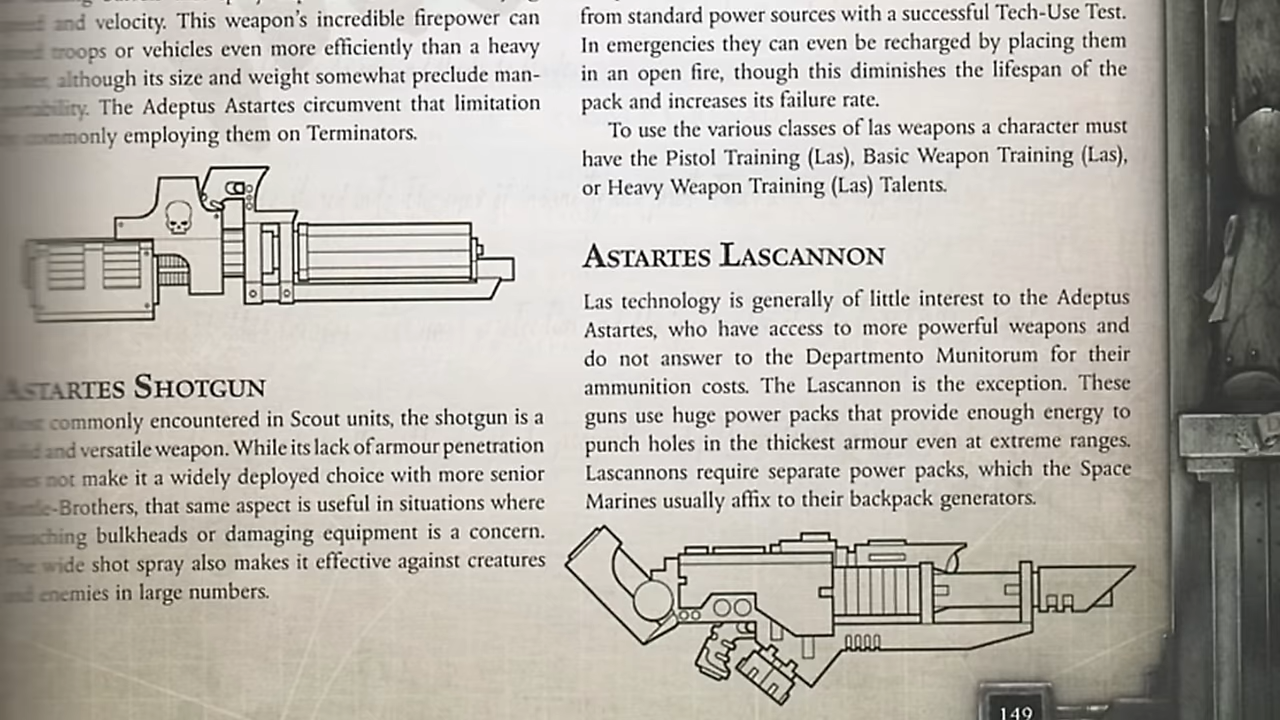 and velocity. This weapon's incredible firepower can
troops or vehicles even more efficiently than a heavy
although its size and weight somewhat preclude man-
The Adeptus Astartes circumvent that limitation
commonly employing them on Terminators.
ASTARTES SHOTGUN
commonly encountered in Scout units, the shotgun is a
and versatile weapon. While its lack of armour penetration
not make it a widely deployed choice with more senior
-Brothers, that same aspect is useful in situations where
bulkheads or damaging equipment is a concern.
The wide shot spray also makes it effective against creatures
enemies in large numbers.
from standard power sources with a successful Tech-Use Test.
In emergencies they can even be recharged by placing them
in an open fire, though this diminishes the lifespan of the
pack and increases its failure rate.
To use the various classes of las weapons a character must
have the Pistol Training (Las), Basic Weapon Training (Las),
or Heavy Weapon Training (Las) Talents.
ASTARTES LASCANNON
Las technology is generally of little interest to the Adeptus
Astartes, who have access to more powerful weapons and
do not answer to the Departmento Munitorum for their
ammunition costs. The Lascannon is the exception. These
guns use huge power packs that provide enough energy to
punch holes in the thickest armour even at extreme ranges.
Lascannons require separate power packs, which the Space
Marines usually affix to their backpack generators.
149